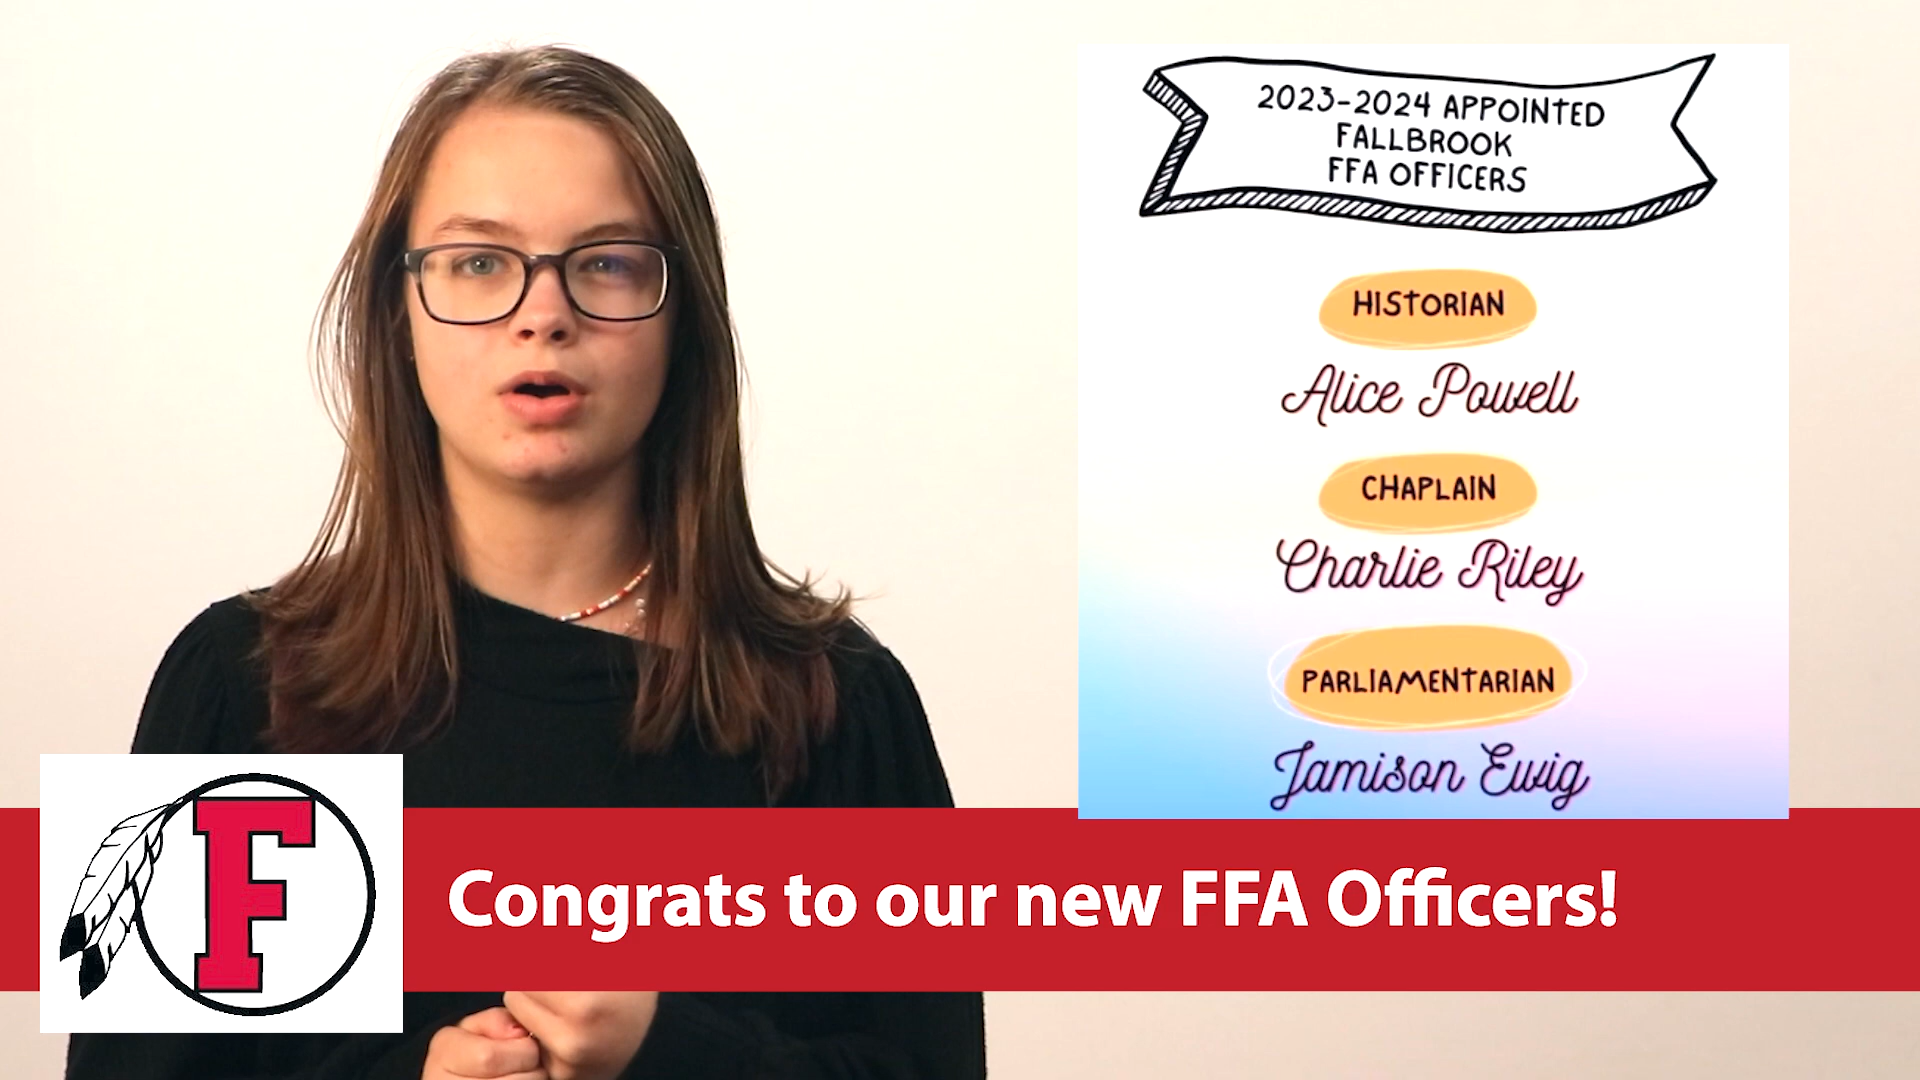 2023-2024 APPOINTED
FALLBROOK
FFA OFFICERS
HISTORIAN
Alice Powell
CHAPLAIN
Charlie Riley
PARLIAMENTARIAN
Jamison Ewig
F
Congrats to our new FFA Officers!